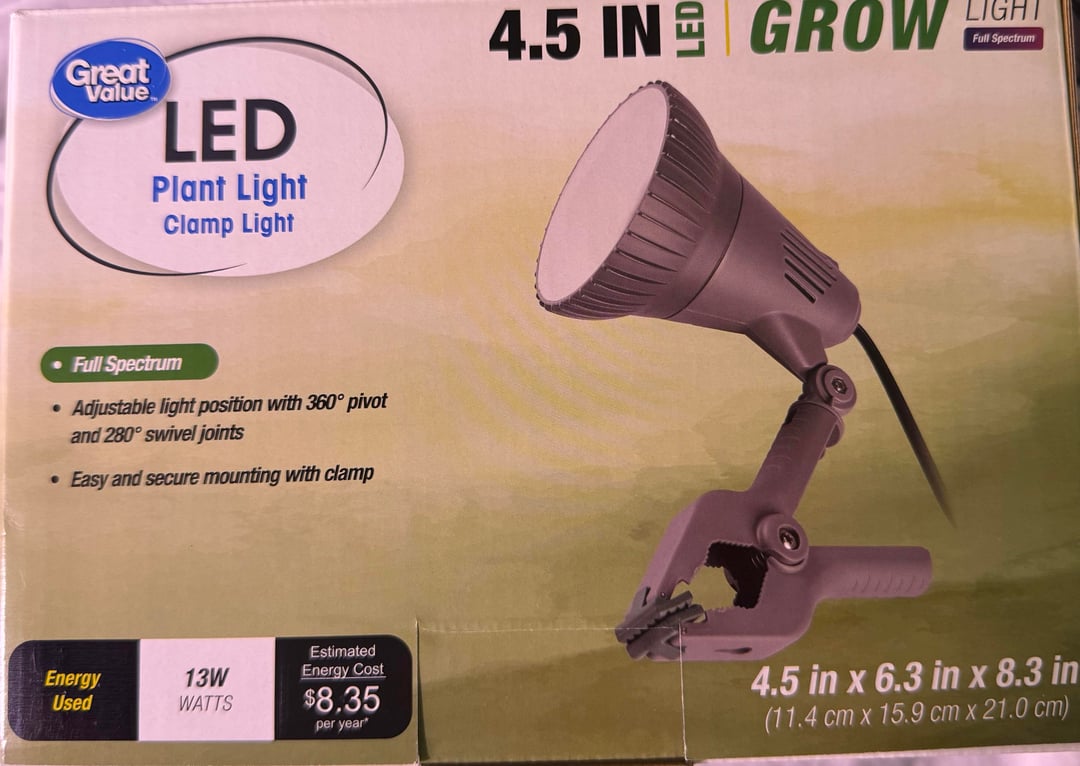 4.5 IN LED GROW LIGHT
Full Spectrum
Great
Value™
LED
Plant Light
Clamp Light
• Full Spectrum
• Adjustable light position with 360° pivot
and 280° swivel joints
• Easy and secure mounting with clamp
Energy
Used
13W
WATTS
Estimated
Energy Cost
$8.35
per year*
4.5 in x 6.3 in x 8.3 in
(11.4 cm x 15.9 cm x 21.0 cm)